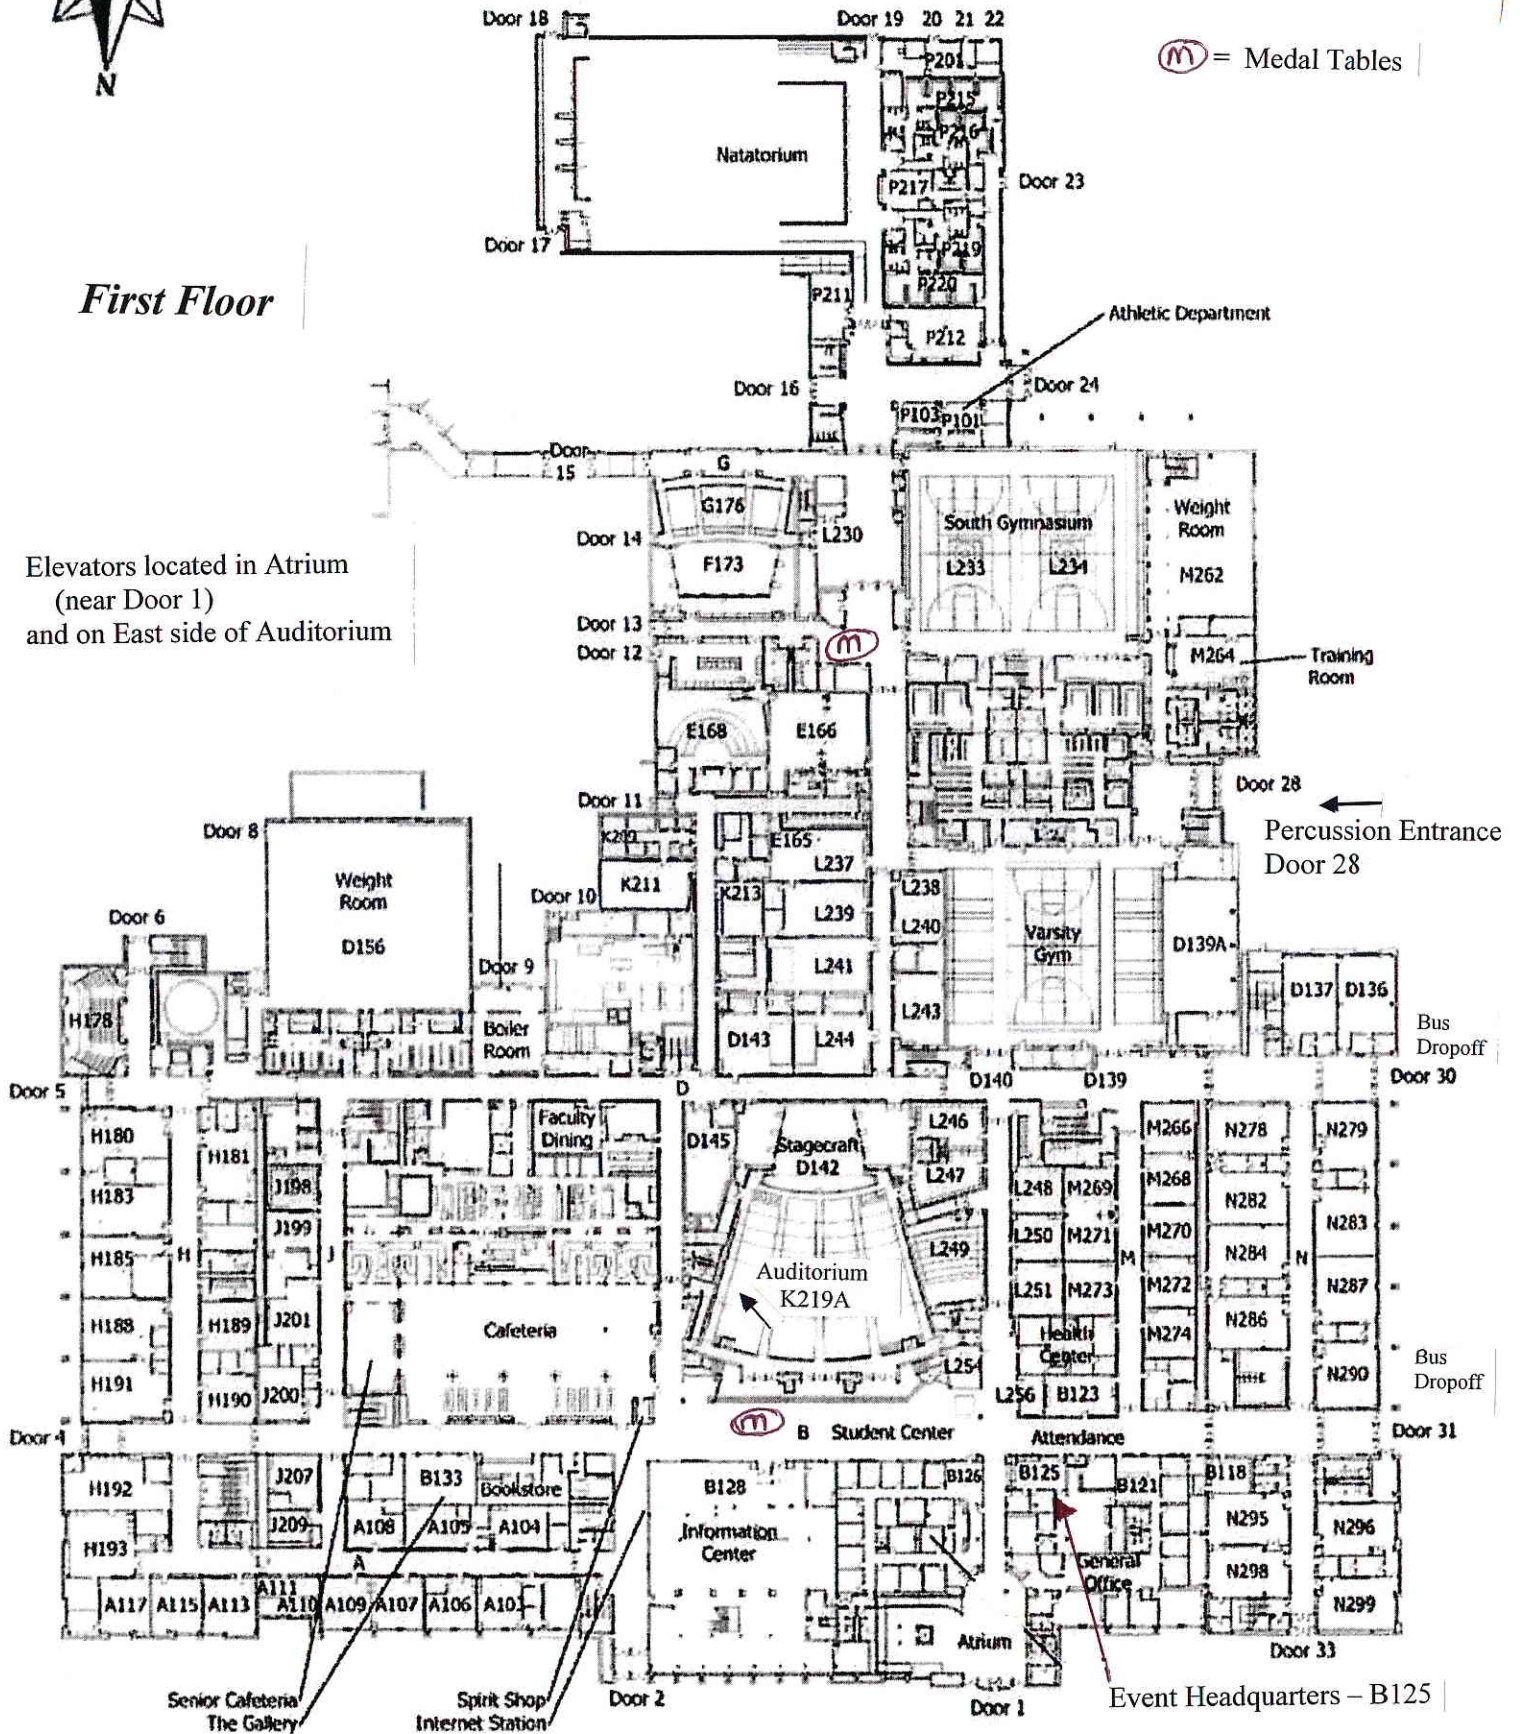 N
Door 18
Door 19 20 21 22
M = Medal Tables
P201
P215
P216
Natatorium
P217
Door 23
Door 17
P219
P220
First Floor
P211
Athletic Department
P212
Door 16
Door 24
P103
P101
Door
15
G
G176
South Gymnasium
Weight
Room
Door 14
L230
F173
L233
L234
M262
Elevators located in Atrium
(near Door 1)
and on East side of Auditorium
Door 13
M
Door 12
M264
Training
Room
E168
E166
Door 11
Door 28
Door 8
E165
Percussion Entrance
Door 28
L237
Weight
Room
K211
K213
L238
Door 10
L239
L240
Door 6
D156
Varsity
Gym
D139A
Door 9
L241
D137
D136
H178
Boiler
Room
D143
L244
L243
Bus
Dropoff
Door 5
D
D140
D139
Door 30
H180
Faculty
Dining
D145
Stagecraft
D142
L246
M266
N278
N279
H181
L247
H183
J198
L248
M269
M268
N282
J199
L249
L250
M271
M270
N283
H185
H
J
M
N284
N
Auditorium
K219A
L251
M273
M272
N287
H188
H189
J201
Cafeteria
Health
Center
M274
N286
H191
L254
N290
Bus
Dropoff
H190
J200
L256
B123
Door 4
M
B Student Center
Attendance
Door 31
H192
J207
B133
Bookstore
B128
B126
B125
B121
B118
J209
A108
A105
A104
Information
Center
N295
N296
H193
A
General
Office
N298
A117
A115
A113
A111
A110
A109
A107
A106
A103
N299
Atrium
Door 33
Senior Cafeteria
The Gallery
Spirit Shop
Internet Station
Door 2
Door 1
Event Headquarters – B125